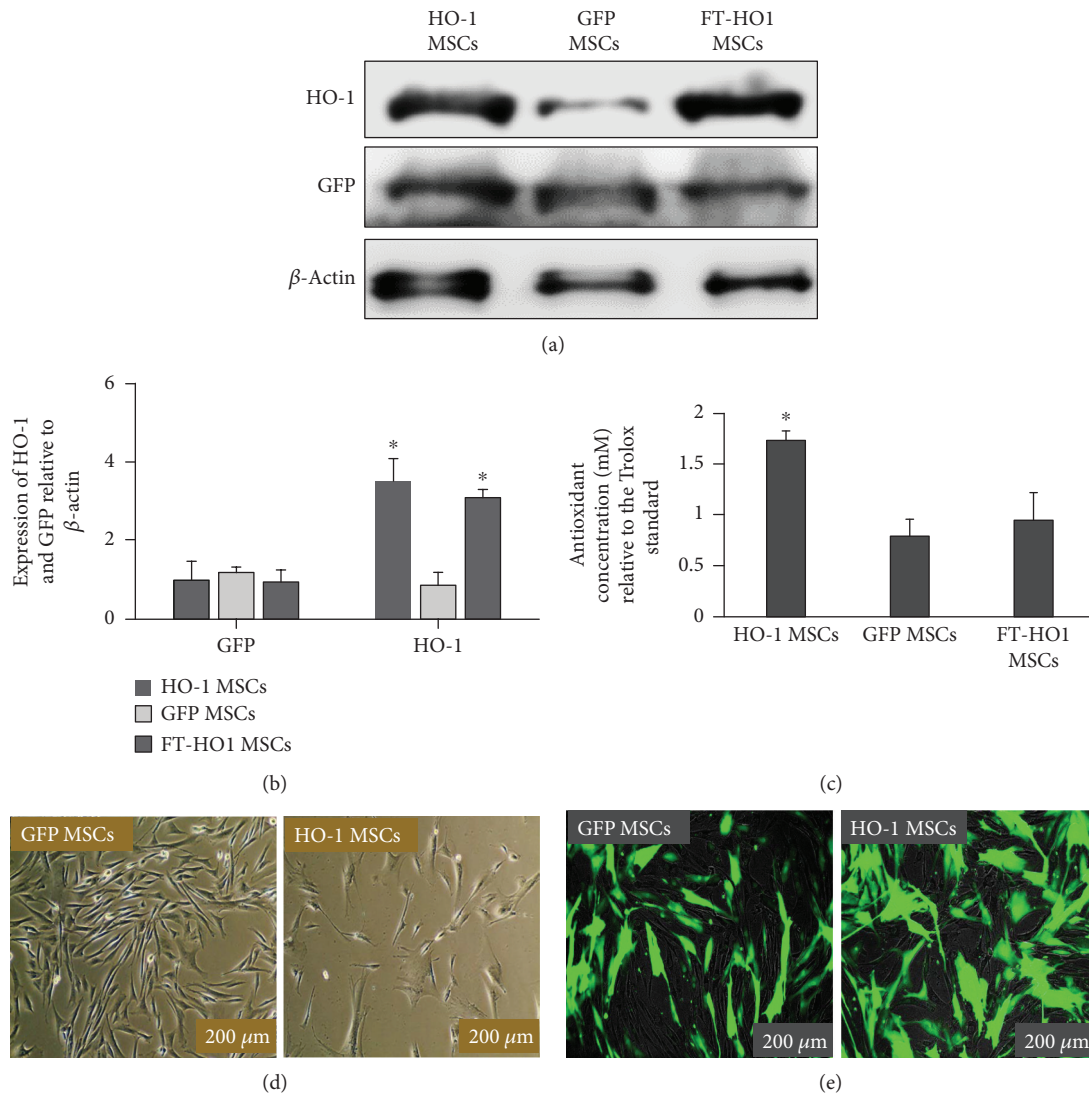 HO-1
MSCs
GFP
MSCs
FT-HO1
MSCs
HO-1
GFP
β-Actin
(a)
Expression of HO-1
and GFP relative to
β-actin
6
4
2
0
*
*
GFP
HO-1
HO-1 MSCs
GFP MSCs
FT-HO1 MSCs
(b)
Antioxidant
concentration (mM)
relative to the Trolox
standard
2
1.5
1
0.5
0
*
HO-1 MSCs
GFP MSCs
FT-HO1
MSCs
(c)
GFP MSCs
200 μm
HO-1 MSCs
200 μm
(d)
GFP MSCs
200 μm
HO-1 MSCs
200 μm
(e)